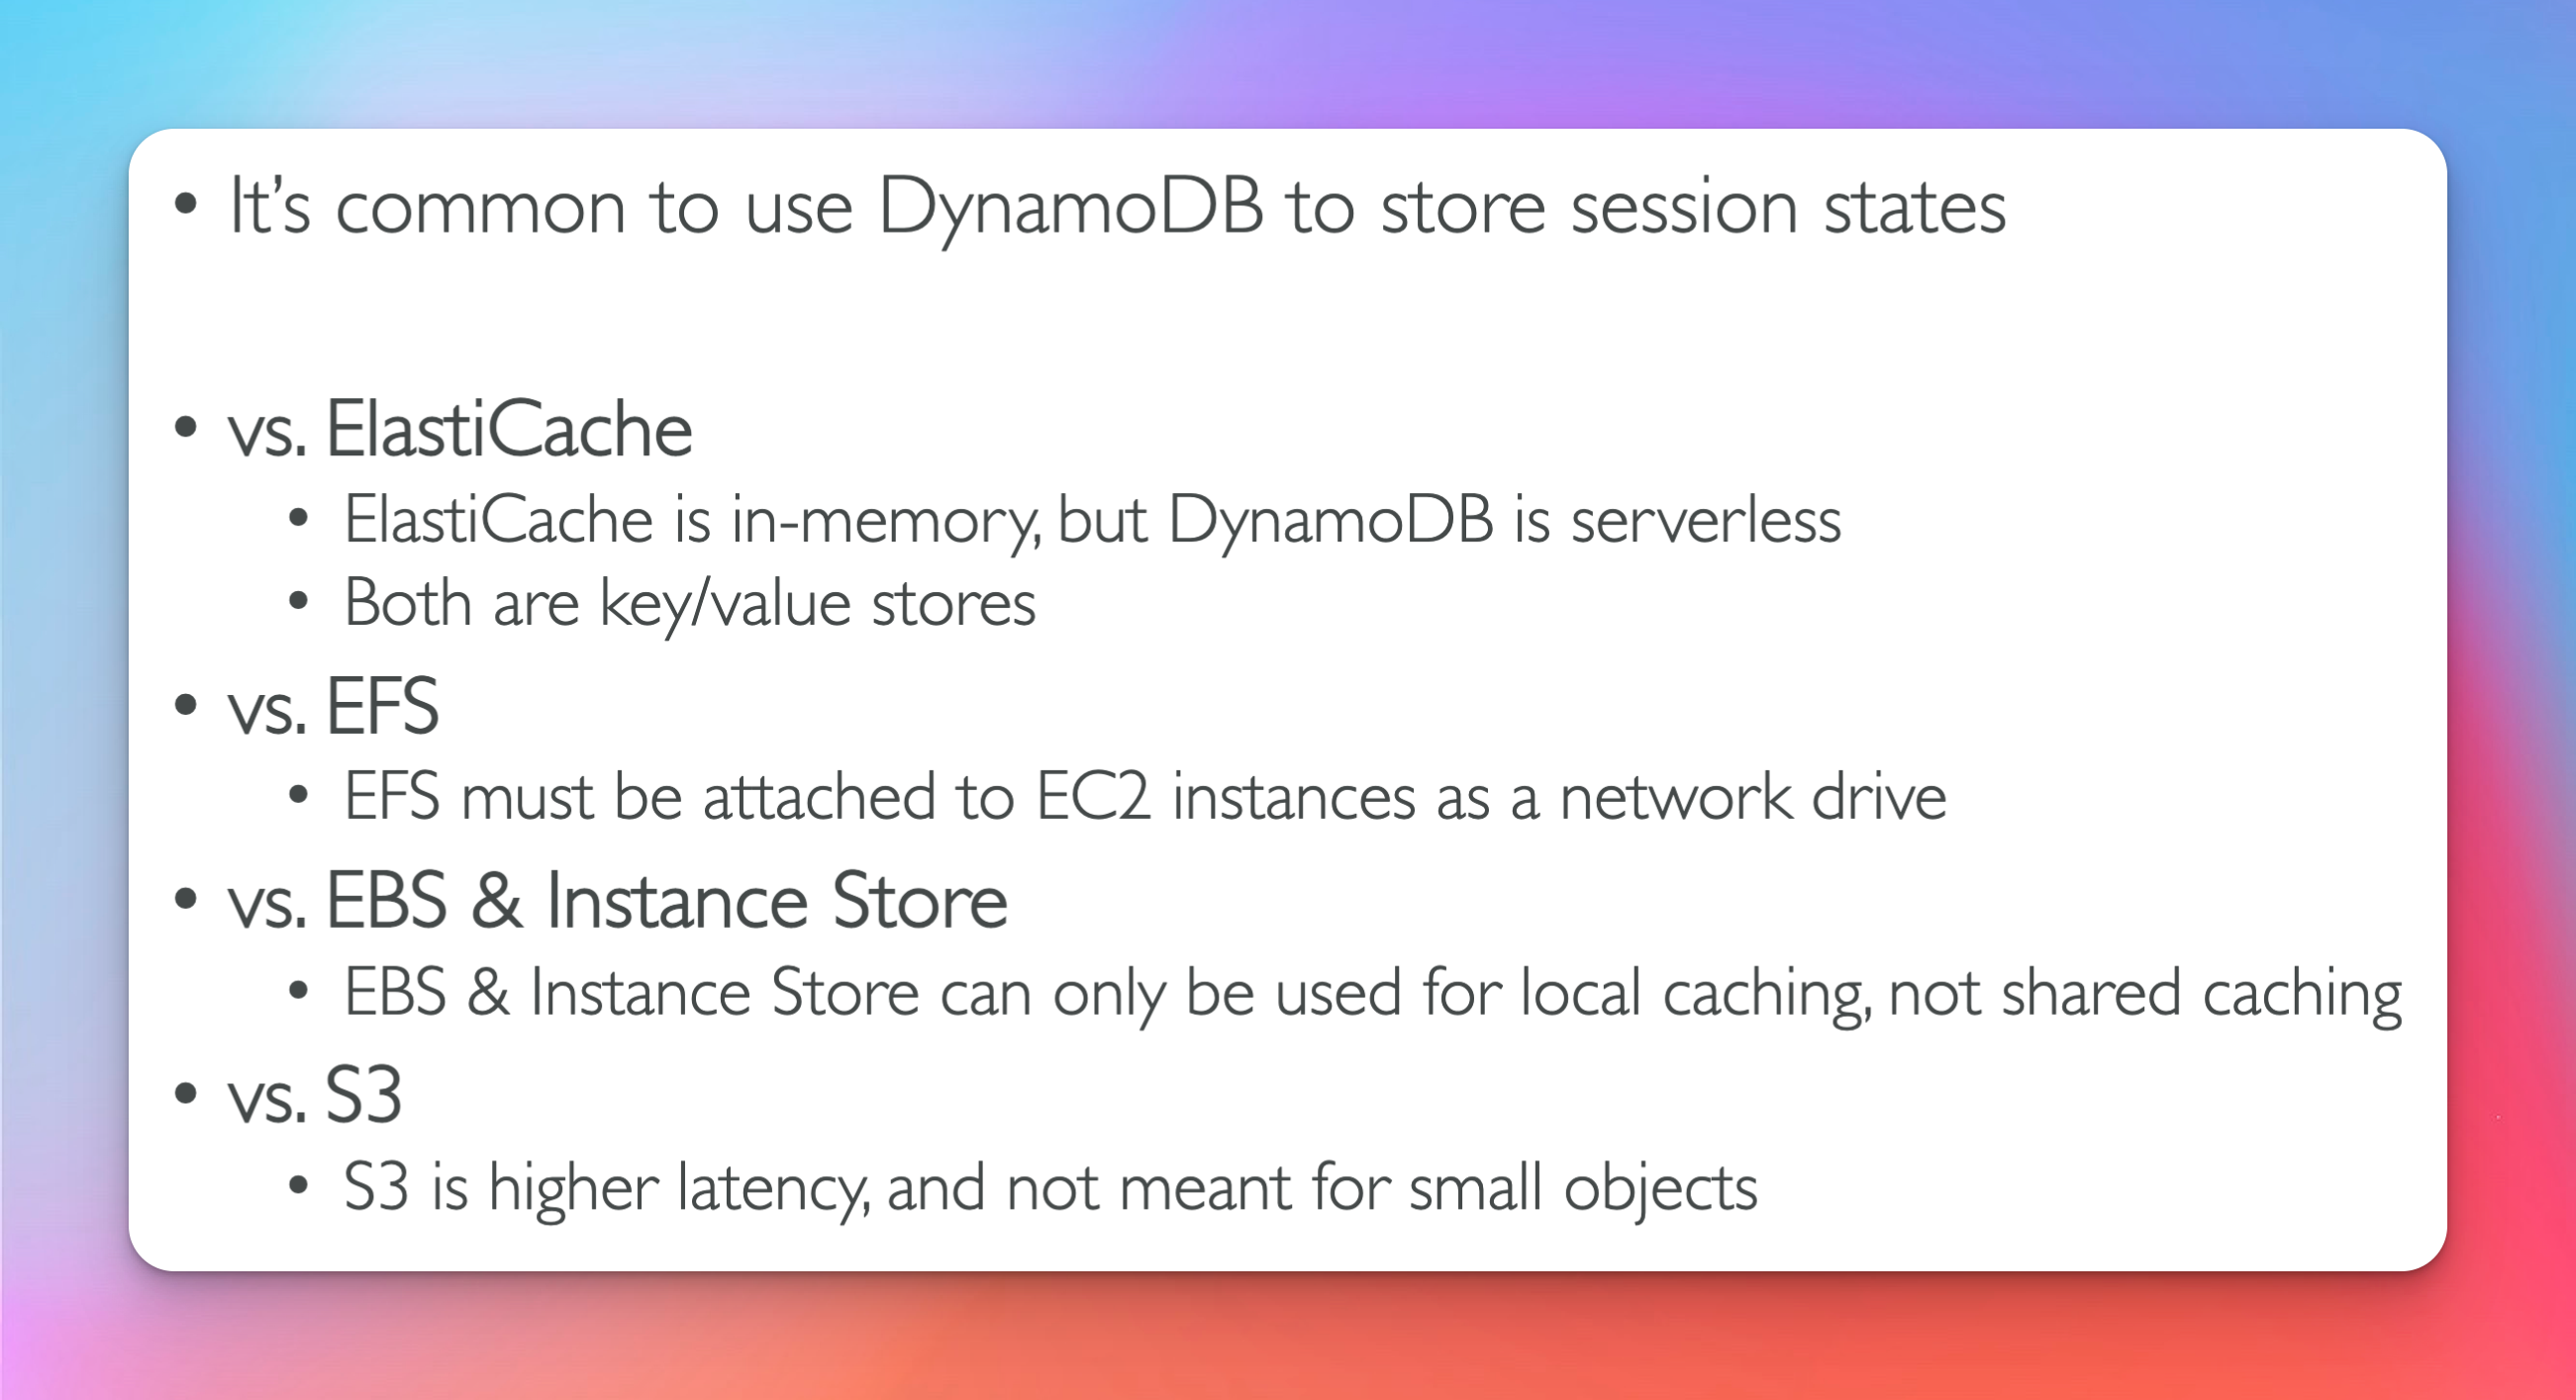 • It’s common to use DynamoDB to store session states
• vs. ElastiCache
• ElastiCache is in-memory, but DynamoDB is serverless
• Both are key/value stores
• vs. EFS
• EFS must be attached to EC2 instances as a network drive
• vs. EBS & Instance Store
• EBS & Instance Store can only be used for local caching, not shared caching
• vs. S3
• S3 is higher latency, and not meant for small objects